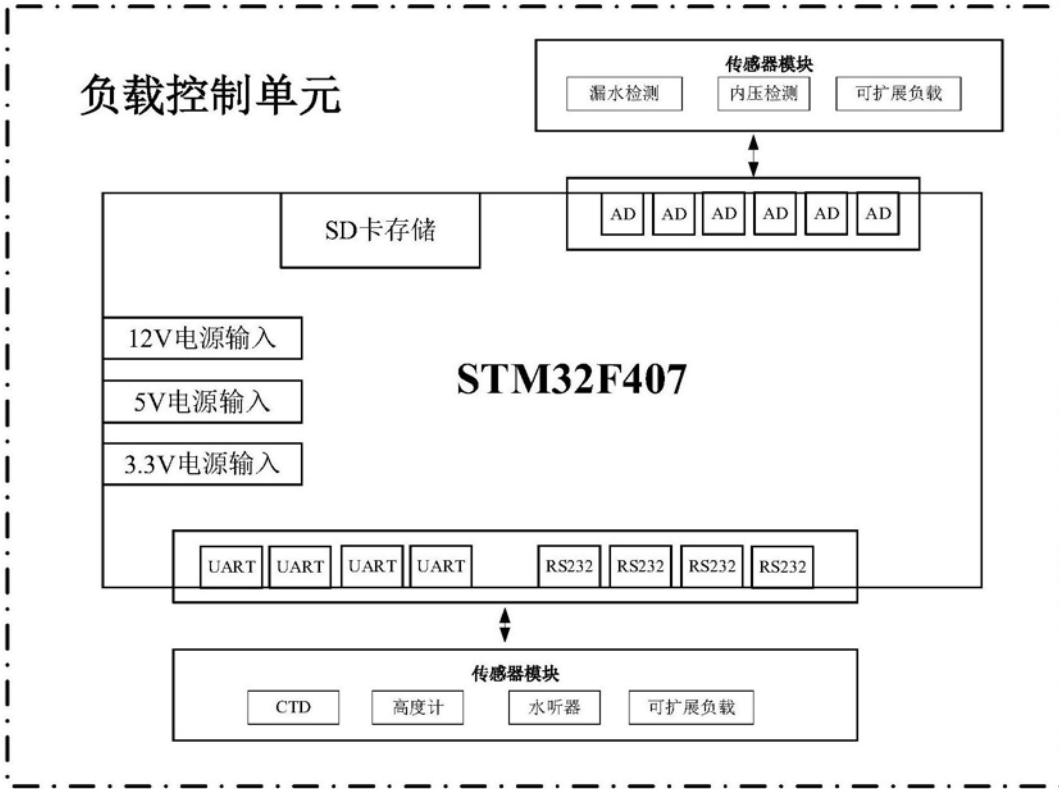 负载控制单元
传感器模块
漏水检测 内压检测 可扩展负载
AD AD AD AD AD AD
SD卡存储
12V电源输入
5V电源输入
3.3V电源输入
STM32F407
UART UART UART UART RS232 RS232 RS232 RS232
传感器模块
CTD 高度计 水听器 可扩展负载